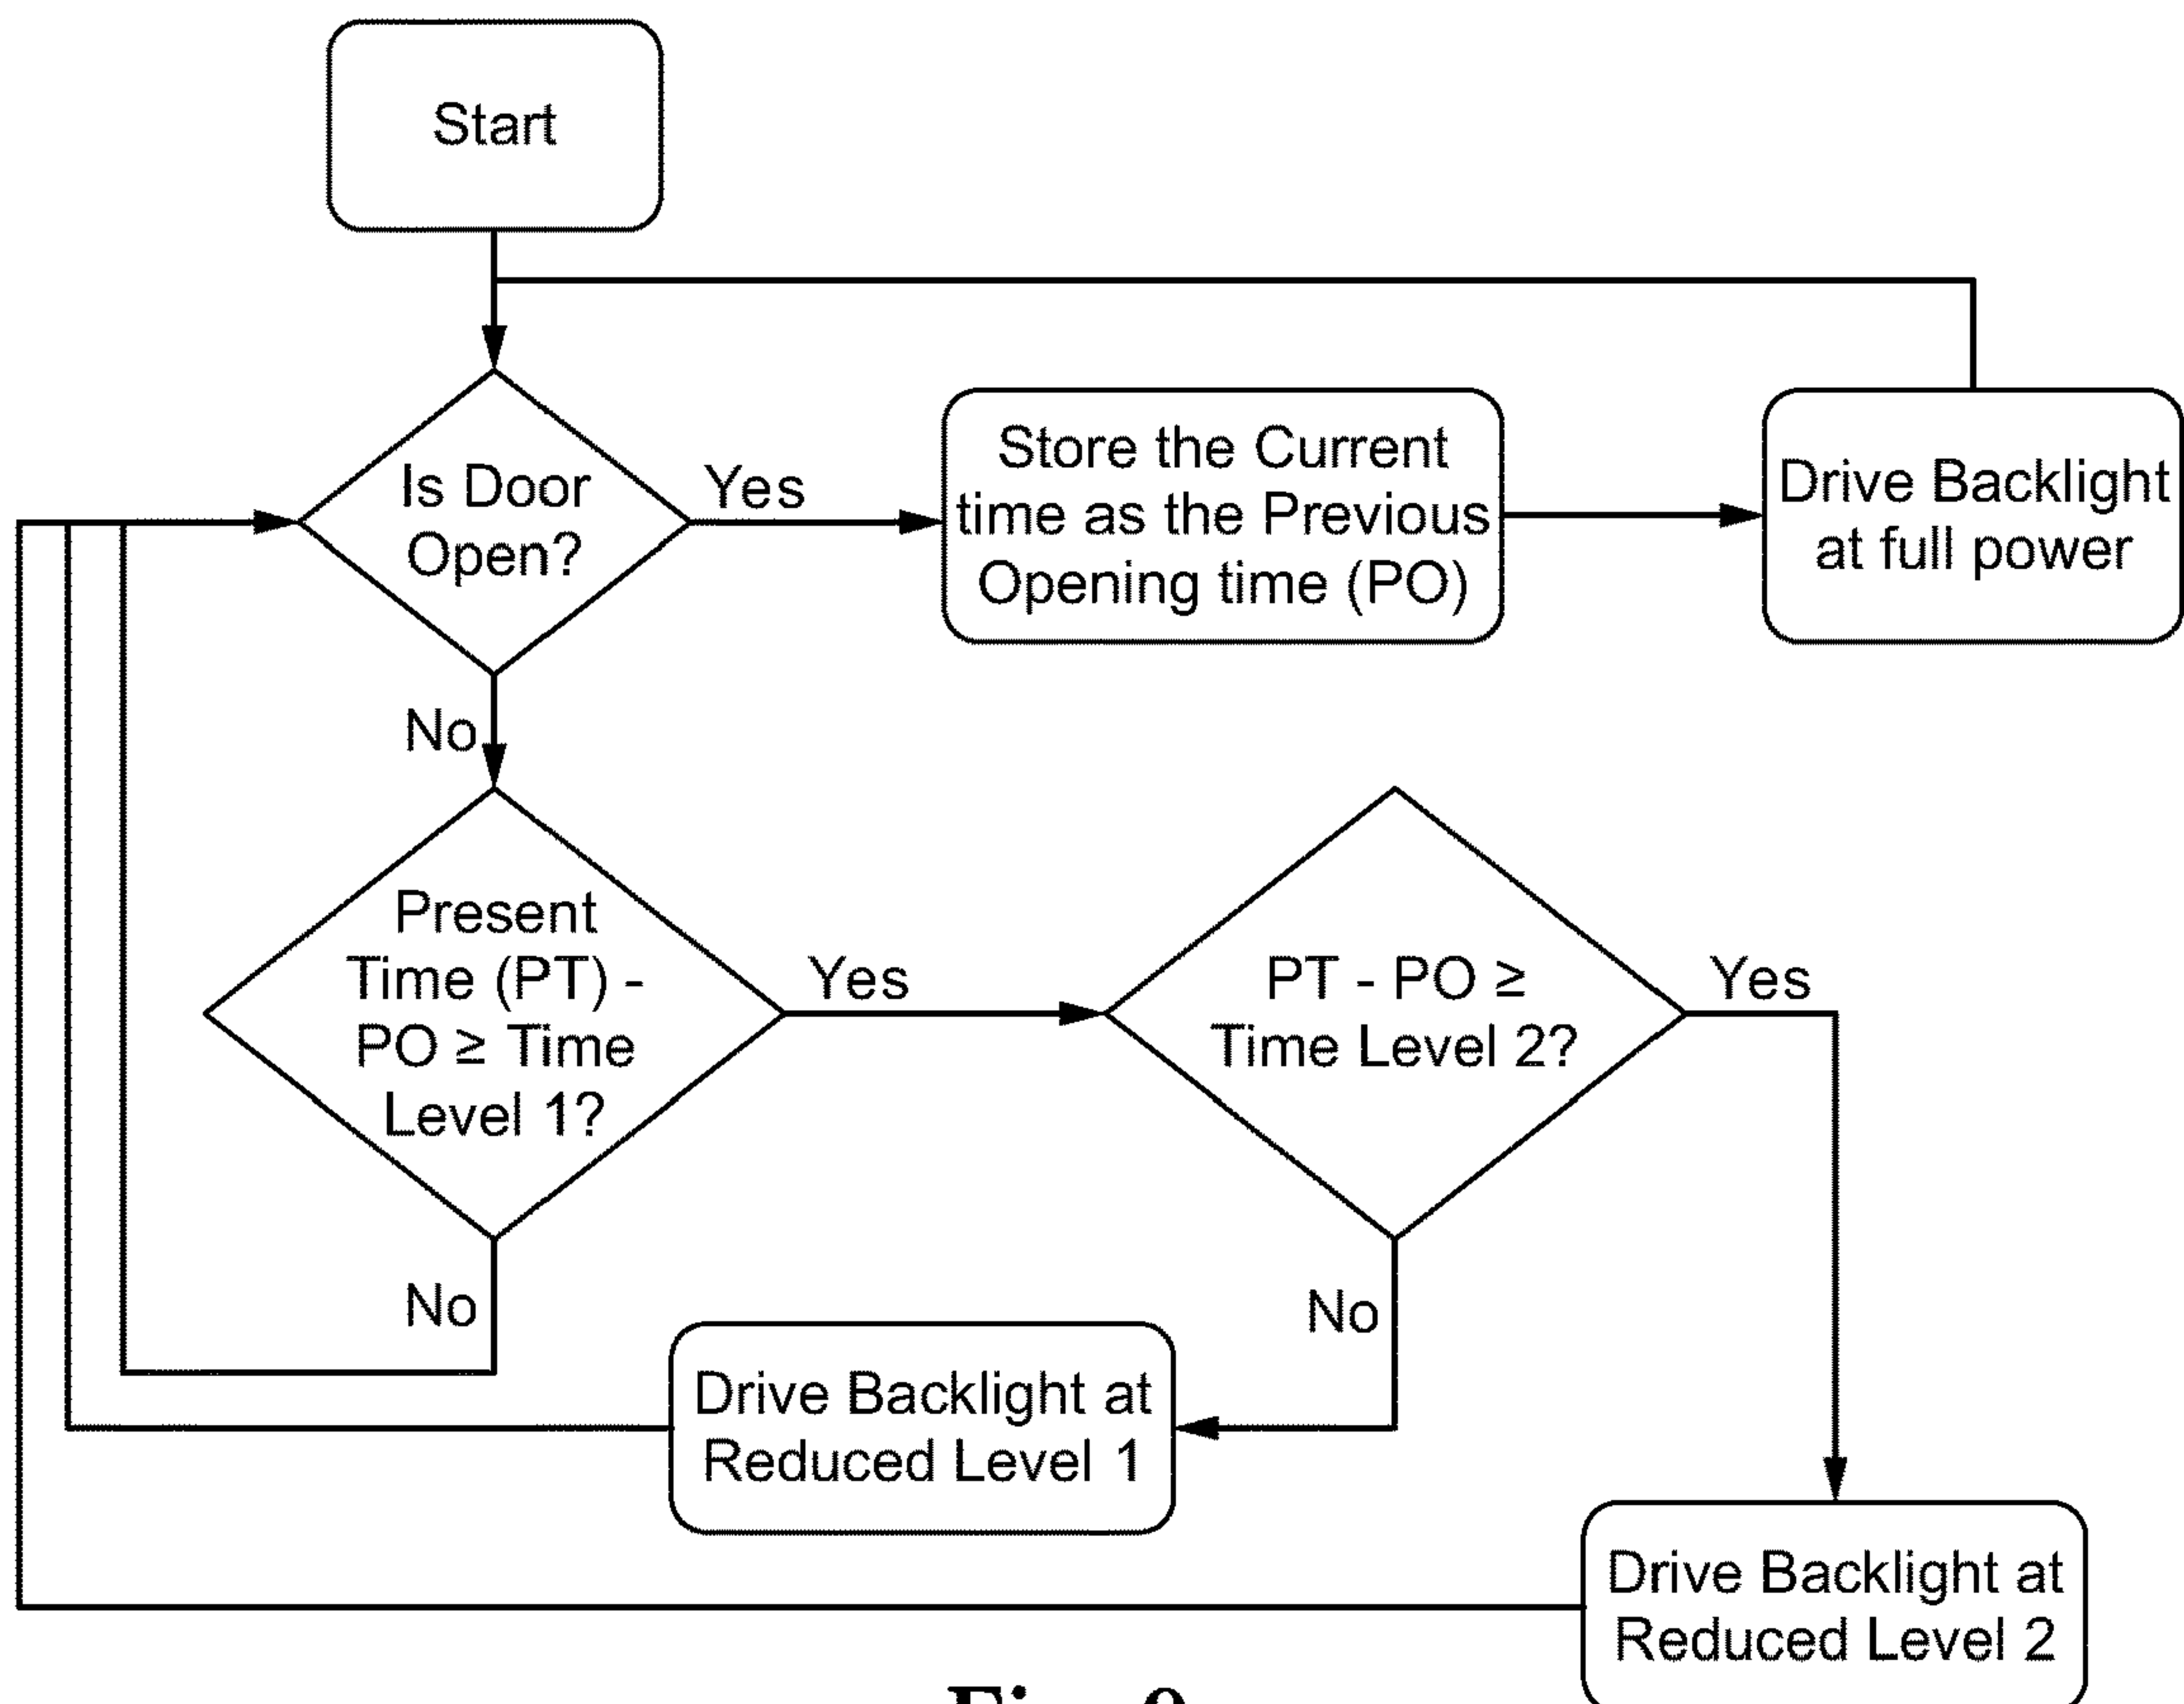 Start
Is Door
Open?
Yes
Store the Current
time as the Previous
Opening time (PO)
Drive Backlight
at full power
No
Present
Time (PT) -
PO ≥ Time
Level 1?
Yes
PT - PO ≥
Time Level 2?
Yes
No
No
Drive Backlight at
Reduced Level 1
Drive Backlight at
Reduced Level 2